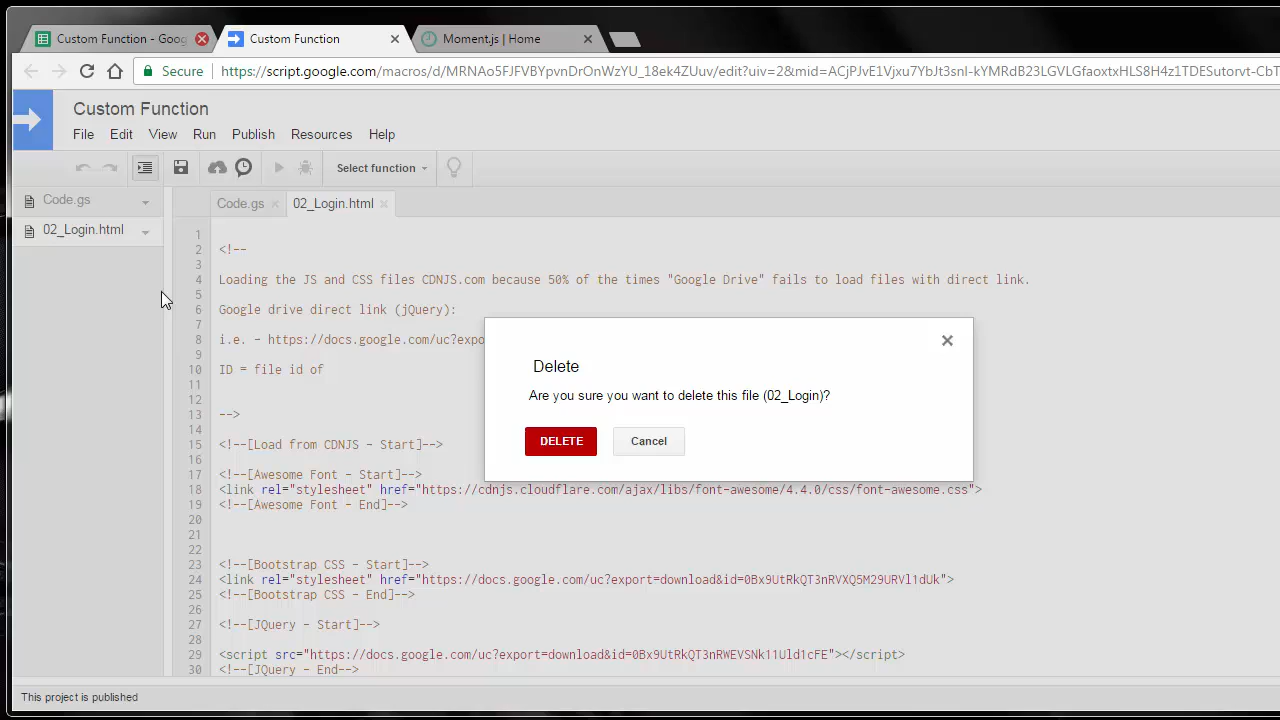 Custom Function - Goog
Custom Function
Moment.js | Home
Secure
https://script.google.com/macros/d/MRNIAo5FJFVBYpvnDrOnWzYU_18ek4ZUuv/edit?uiv=2&mid=ACjPJvE1Vjxu7YbJt3snl-kYMRdB23LGVLGfaoxtxHLS8H4z1TDESutorvt-CbT
Custom Function
File Edit View Run Publish Resources Help
Select function
Code.gs
02_Login.html
Code.gs
02_Login.html
1
2 <!--
3
4 Loading the JS and CSS files CDNJS.com because 50% of the times "Google Drive" fails to load files with direct link.
5
6 Google drive direct link (jQuery):
7
8 i.e. - https://docs.google.com/uc?expo
9
10 ID = file id of
11
12
13 -->
14
15 <!--[Load from CDNJS - Start]-->
16
17 <!--[Awesome Font - Start]-->
18 <link rel="stylesheet" href="https://cdnjs.cloudflare.com/ajax/libs/font-awesome/4.4.0/css/font-awesome.css">
19 <!--[Awesome Font - End]-->
20
21
22
23 <!--[Bootstrap CSS - Start]-->
24 <link rel="stylesheet" href="https://docs.google.com/uc?export=download&id=0Bx9UtRkQT3nRVXQ5M29URVl1dUk">
25 <!--[Bootstrap CSS - End]-->
26
27 <!--[JQuery - Start]-->
28
29 <script src="https://docs.google.com/uc?export=download&id=0Bx9UtRkQT3nRWEVSNk11Uld1cFE"></script>
30 <!--[JQuery - End-->
Delete
Are you sure you want to delete this file (02_Login)?
DELETE
Cancel
This project is published